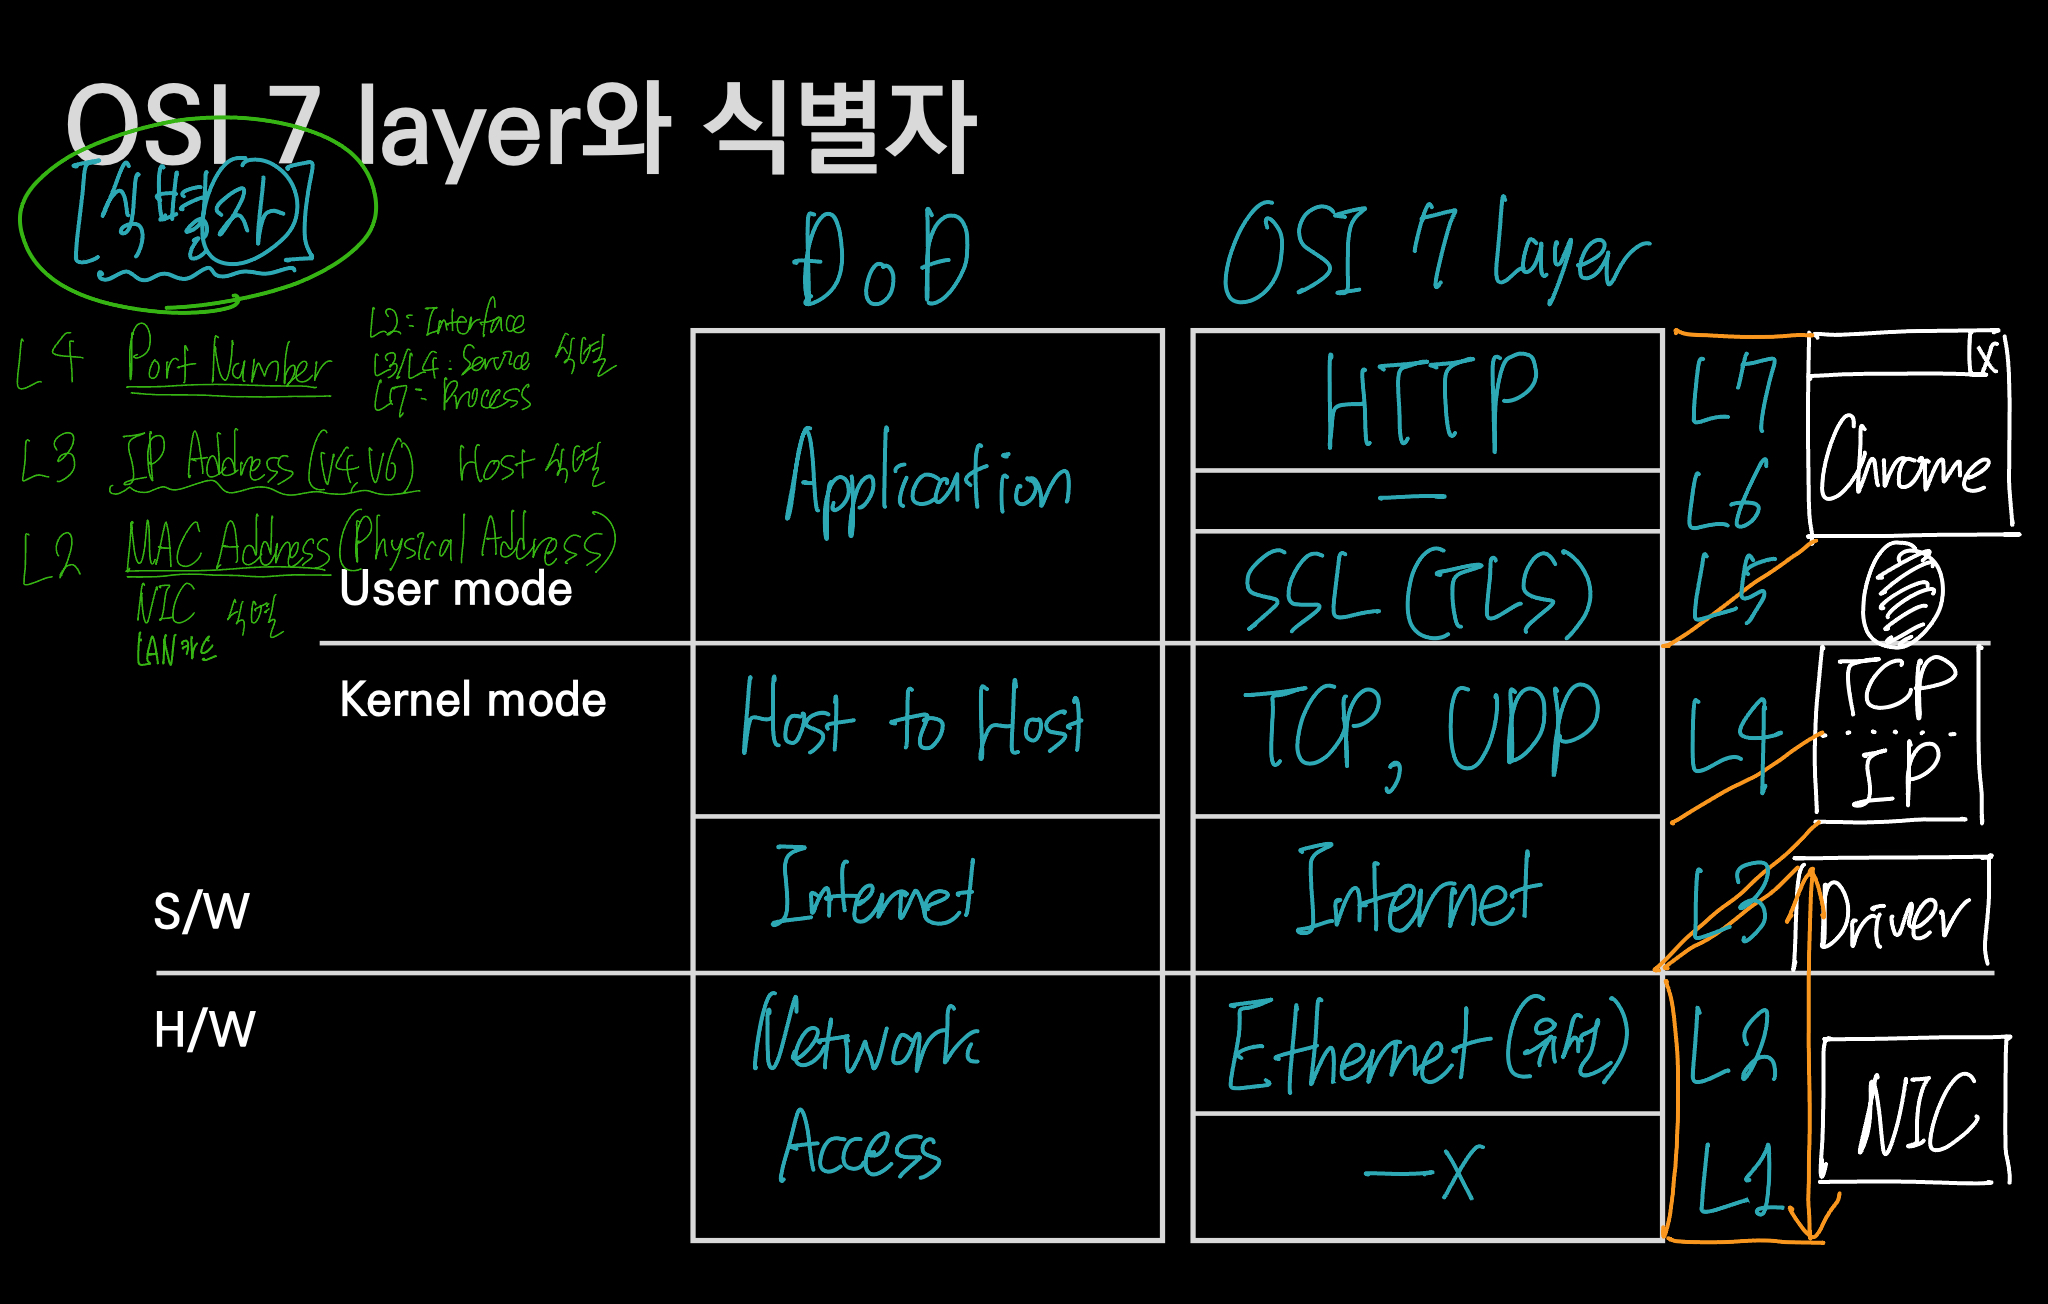 OSI 7 layer와 식별자
[식별자]
DoD
OSI 7 Layer
L4 Port Number
L2 = Interface
L3/L4 : Service 식별
L7 = Process
L3 IP Address (V4, V6) Host 식별
L2 MAC Address (Physical Address)
NIC 식별
LAN카드
User mode
Kernel mode
S/W
H/W
Application
Host to Host
Internet
Network
Access
HTTP
—
SSL (TLS)
TCP, UDP
Internet
Ethernet (유선)
— X
L7
L6
L5
L4
L3
L2
L1
X
Chrome
TCP
IP
Driver
NIC